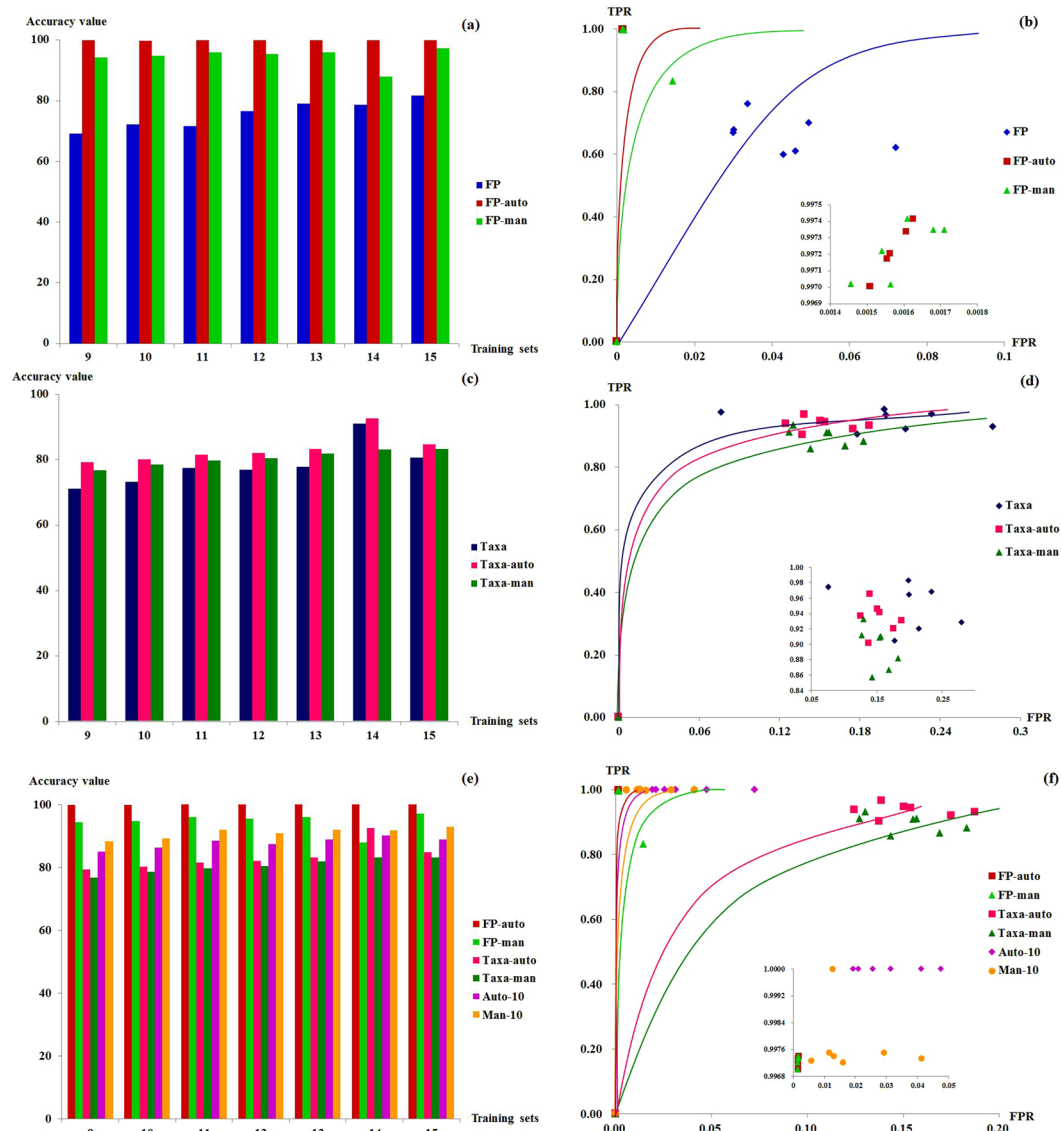 Accuracy value
(a)
100
80
60
40
20
0
9 10 11 12 13 14 15
Training sets
FP
FP-auto
FP-man
TPR
(b)
1.00
0.80
0.60
0.40
0.20
0.00
0 0.02 0.04 0.06 0.08 0.1
FPR
FP
FP-auto
FP-man
0.9975
0.9974
0.9973
0.9972
0.9971
0.9970
0.9969
0.0014 0.0015 0.0016 0.0017 0.0018
Accuracy value
(c)
100
80
60
40
20
0
9 10 11 12 13 14 15
Training sets
Taxa
Taxa-auto
Taxa-man
TPR
(d)
1.00
0.80
0.60
0.40
0.20
0.00
0 0.06 0.12 0.18 0.24 0.3
FPR
Taxa
Taxa-auto
Taxa-man
1.00
0.98
0.96
0.94
0.92
0.90
0.88
0.86
0.84
0.05 0.15 0.25
Accuracy value
(e)
100
80
60
40
20
0
9 10 11 12 13 14 15
Training sets
FP-auto
FP-man
Taxa-auto
Taxa-man
Auto-10
Man-10
TPR
(f)
1.00
0.80
0.60
0.40
0.20
0.00
0.00 0.05 0.10 0.15 0.20
FPR
FP-auto
FP-man
Taxa-auto
Taxa-man
Auto-10
Man-10
1.0000
0.9992
0.9984
0.9976
0.9968
0 0.01 0.02 0.03 0.04 0.05